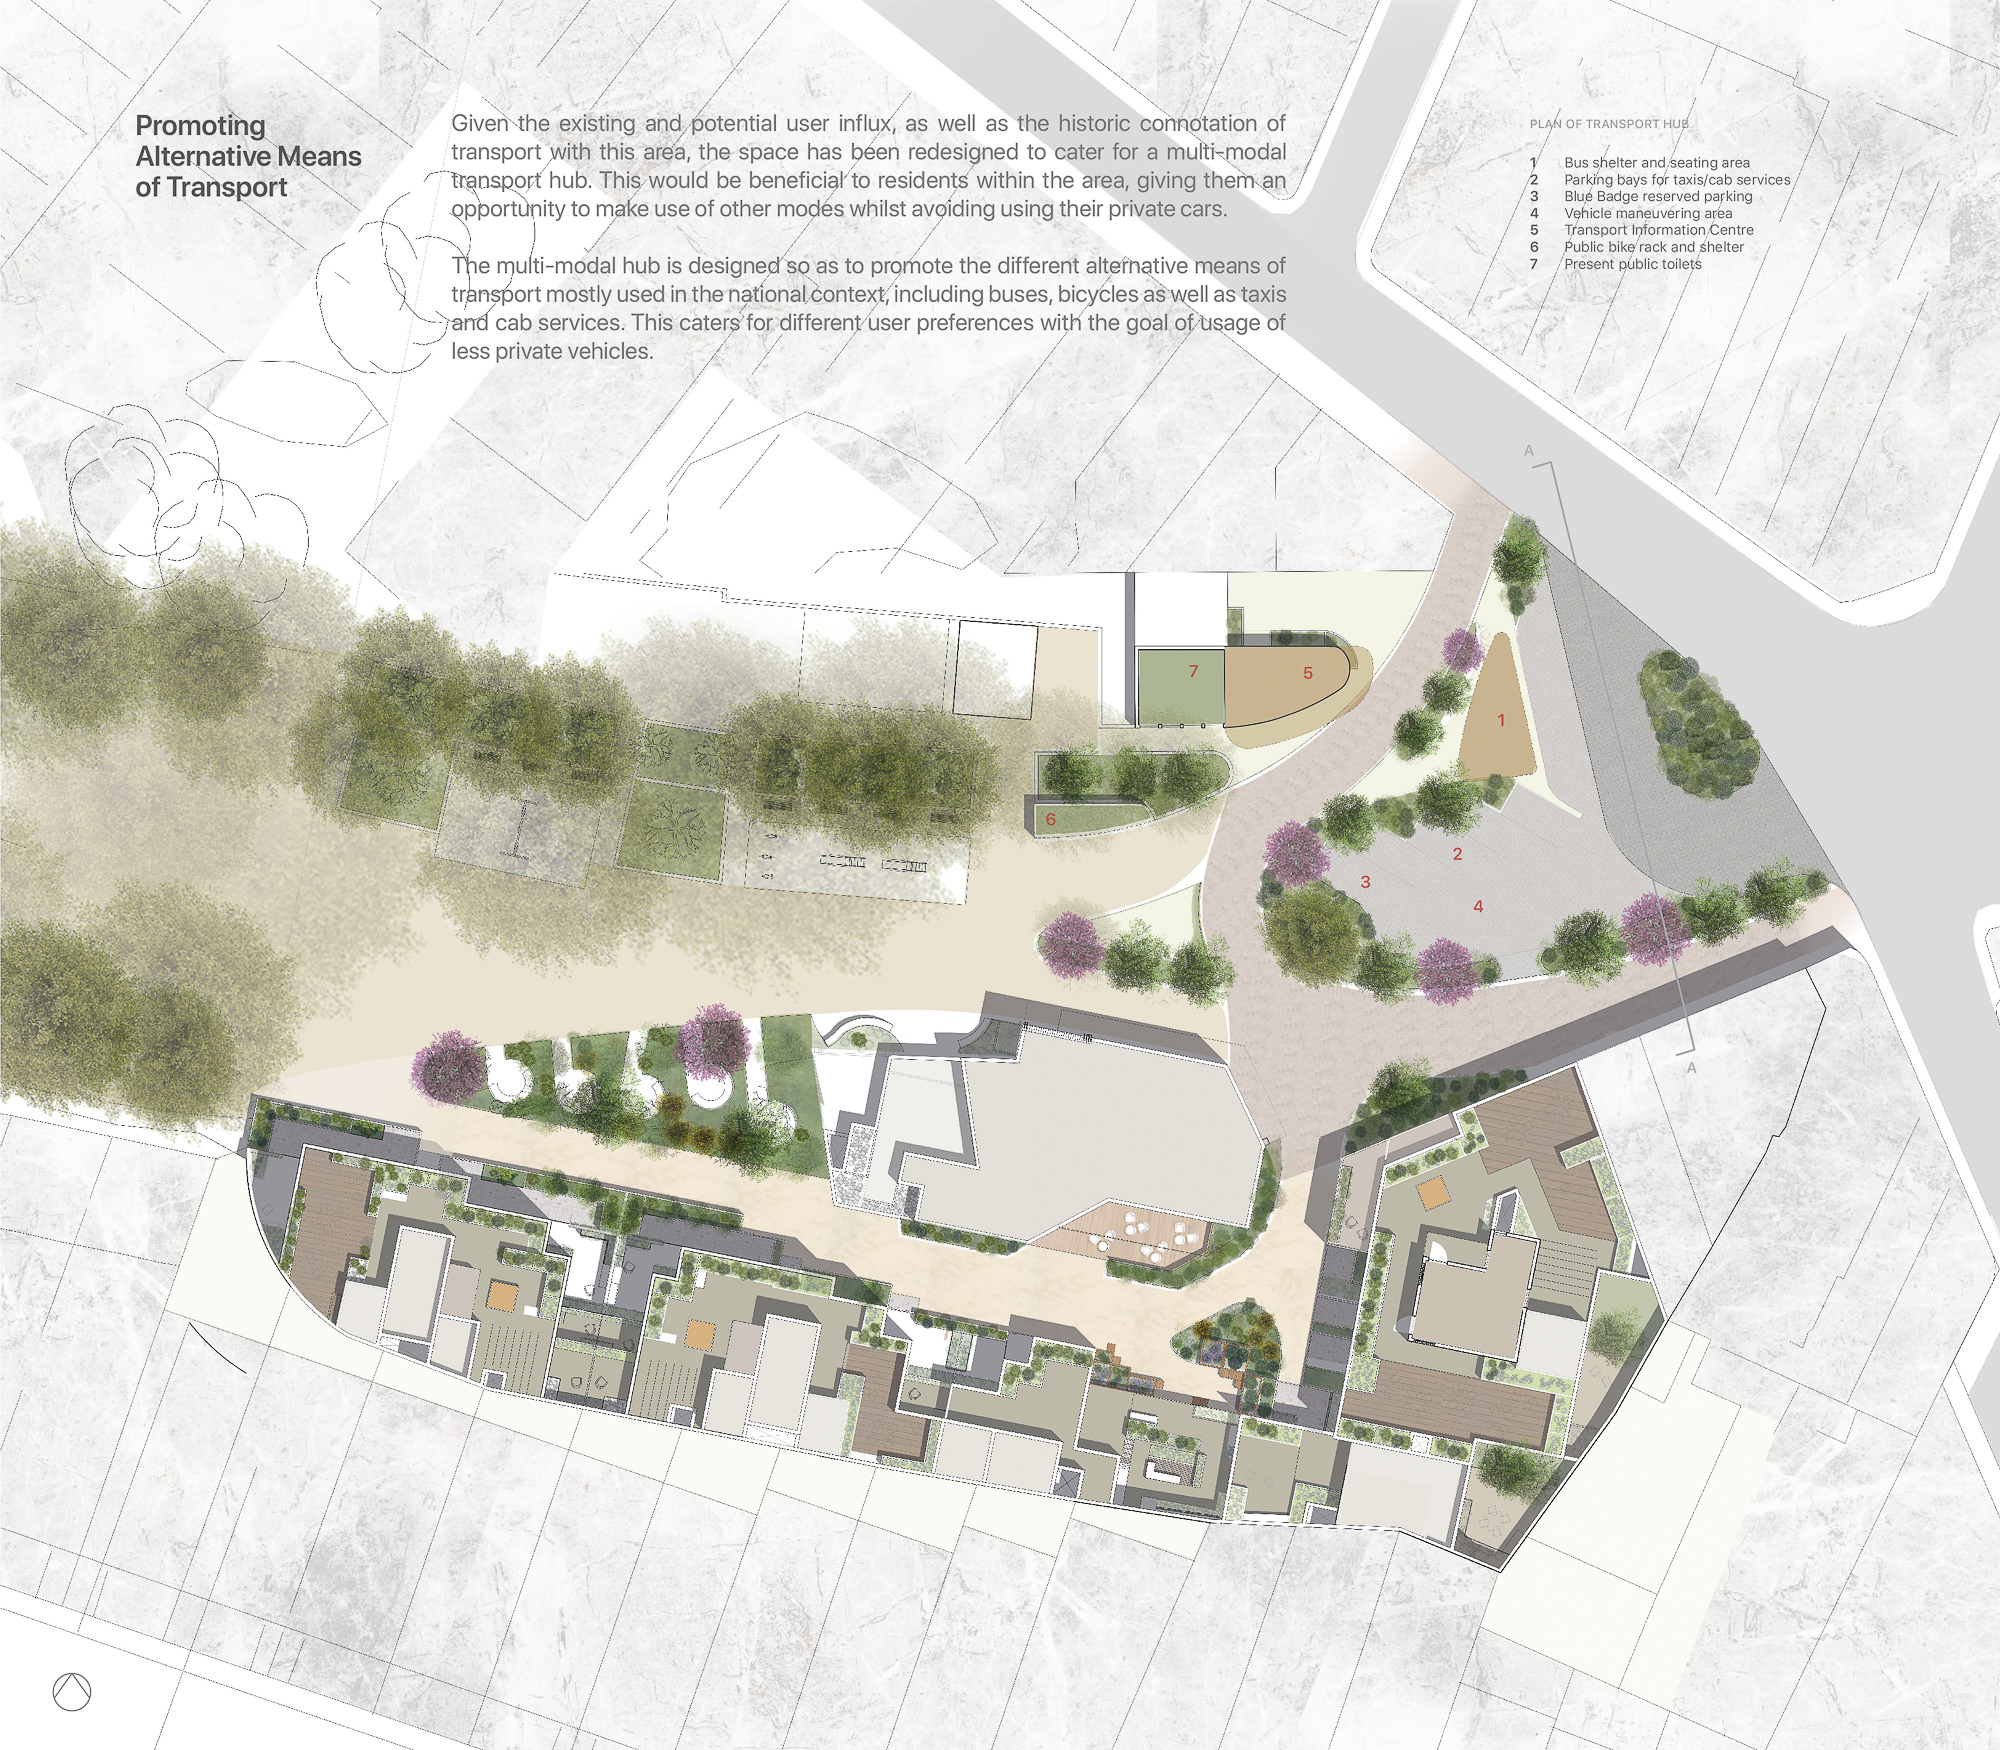 Promoting
Alternative Means
of Transport
Given the existing and potential user influx, as well as the historic connotation of
transport with this area, the space has been redesigned to cater for a multi-modal
transport hub. This would be beneficial to residents within the area, giving them an
opportunity to make use of other modes whilst avoiding using their private cars.
The multi-modal hub is designed so as to promote the different alternative means of
transport mostly used in the national context, including buses, bicycles as well as taxis
and cab services. This caters for different user preferences with the goal of usage of
less private vehicles.
PLAN OF TRANSPORT HUB
1 Bus shelter and seating area
2 Parking bays for taxis/cab services
3 Blue Badge reserved parking
4 Vehicle maneuvering area
5 Transport Information Centre
6 Public bike rack and shelter
7 Present public toilets
A
7
5
1
6
2
3
4
A